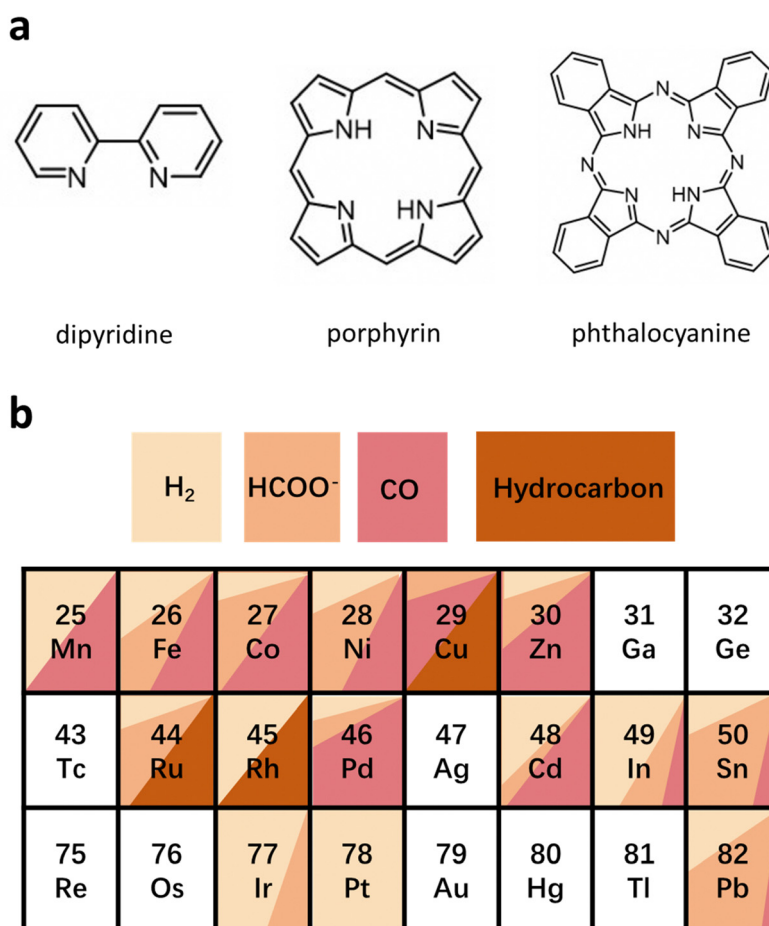 a
N
N
NH
N
N
HN
N
NH
N
N
N
N
HN
N
dipyridine porphyrin phthalocyanine
b
H2 HCOO- CO Hydrocarbon
25 26 27 28 29 30 31 32
Mn Fe Co Ni Cu Zn Ga Ge
43 44 45 46 47 48 49 50
Tc Ru Rh Pd Ag Cd In Sn
75 76 77 78 79 80 81 82
Re Os Ir Pt Au Hg Tl Pb